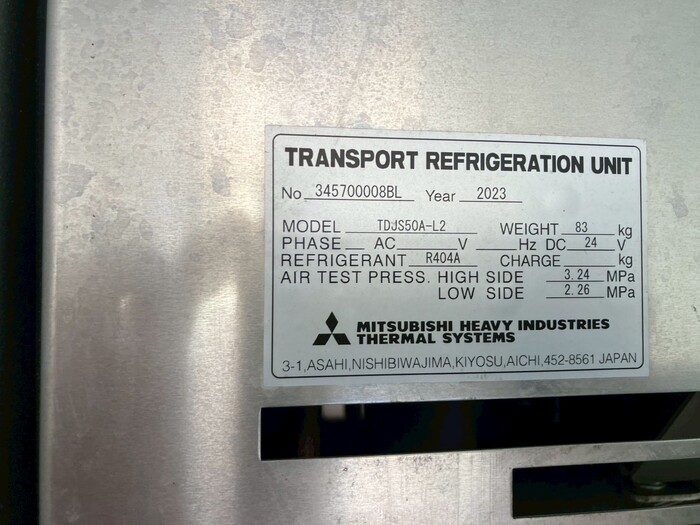 TRANSPORT REFRIGERATION UNIT
No 345700008BL Year 2023
MODEL TDJS50A-L2 WEIGHT 83 kg
PHASE AC V Hz DC 24 V
REFRIGERANT R404A CHARGE kg
AIR TEST PRESS. HIGH SIDE 3.24 MPa
LOW SIDE 2.26 MPa
MITSUBISHI HEAVY INDUSTRIES
THERMAL SYSTEMS
3-1,ASAHI,NISHIBIWAJIMA,KIYOSU,AICHI,452-8561 JAPAN